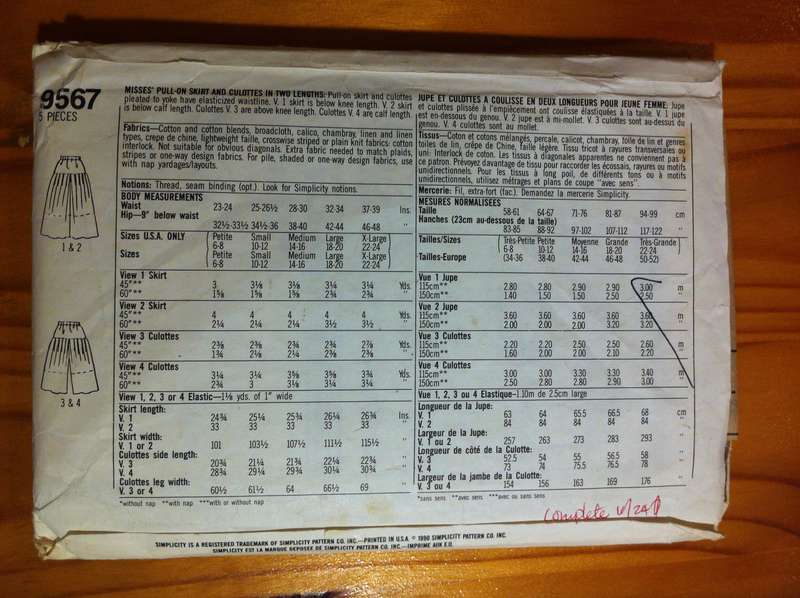 9567
5 PIECES
1 & 2
3 & 4
MISSES' PULL-ON SKIRT AND CULOTTES IN TWO LENGTHS: Pull-on skirt and culottes
pleated to yoke have elasticized waistline. V. 1 skirt is below knee length. V. 2 skirt
is below calf length. Culottes V. 3 are above knee length. Culottes V. 4 are calf length.
Fabrics—Cotton and cotton blends, broadcloth, calico, chambray, linen and linen
types, crepe de chine, lightweight faille, crosswise striped or plain knit fabrics: cotton
interlock. Not suitable for obvious diagonals. Extra fabric needed to match plaids,
stripes or one-way design fabrics. For pile, shaded or one-way design fabrics, use
with nap yardages/layouts.
Notions: Thread, seam binding (opt.). Look for Simplicity notions.
BODY MEASUREMENTS
Waist 23-24 25-26½ 28-30 32-34 37-39 Ins.
Hip—9" below waist
32½-33½ 34½-36 38-40 42-44 46-48 "
Sizes U.S.A. ONLY Petite Small Medium Large X-Large
6-8 10-12 14-16 18-20 22-24
Sizes Petite Small Medium Large X-Large
6-8 10-12 14-16 18-20 22-24
View 1 Skirt
45"** 3 3⅛ 3⅛ 3¼ 3¼ Yds.
60"** 1⅝ 1⅝ 1⅝ 2¾ 2¾ "
View 2 Skirt
45"** 4 4 4 4 4 Yds.
60"** 2¼ 2¼ 2¼ 3½ 3½ "
View 3 Culottes
45"** 2⅜ 2⅜ 2¾ 2¾ 2⅞ Yds.
60"** 1¾ 2⅛ 2¼ 2⅜ 2⅜ "
View 4 Culottes
45"** 3¼ 3¼ 3⅝ 3⅝ 3¾ Yds.
60"** 2¾ 3 3⅛ 3¼ 3¼ "
View 1, 2, 3 or 4 Elastic—1⅛ yds. of 1" wide
Skirt length:
V. 1 24¾ 25¼ 25¾ 26¼ 26¾ Ins.
V. 2 33 33 33 33 33 "
Skirt width:
V. 1 or 2 101 103½ 107½ 111½ 115½ "
Culottes side length:
V. 3 20¾ 21¼ 21¾ 22¼ 22¾ "
V. 4 28¾ 29¼ 29¾ 30¼ 30¾ "
Culottes leg width
V. 3 or 4 60½ 61½ 64 66½ 69 "
*without nap **with nap ***with or without nap
JUPE ET CULOTTES A COULISSE EN DEUX LONGUEURS POUR JEUNE FEMME: Jupe
et culottes plissée à l'empiècement ont coulisse élastiquées à la taille. V. 1 jupe
est en-dessous du genou. V. 2 jupe est à mi-mollet. V. 3 culottes sont au-dessus du
genou. V. 4 culottes sont au mollet.
Tissus—Coton et cotons mélangés, percale, calicot, chambray, toile de lin et genres
toiles de lin, crêpe de Chine, faille légère. Tissu tricot à rayures transversales ou
uni: Interlock de coton. Les tissus à diagonales apparentes ne conviennent pas à
ce patron. Prévoyez davantage de tissu pour raccorder les écossais, rayures ou motifs
unidirectionnels. Pour les tissus à long poil, de différents tons ou à motifs
unidirectionnels, utilisez métrages et plans de coupe "avec sens".
Mercerie: Fil, extra-fort (fac.). Demandez la mercerie Simplicity.
MESURES NORMALISÉES
Taille 58-61 64-67 71-76 81-87 94-99 cm
Hanches (23cm au-dessous de la taille)
83-85 88-92 97-102 107-112 117-122 "
Tailles/Sizes Très-Petite Petite Moyenne Grande Très-Grande
6-8 10-12 14-16 18-20 22-24
Tailles-Europe (34-36 38-40 42-44 46-48 50-52)
Vue 1 Jupe
115cm** 2.80 2.80 2.90 2.90 3.00 m
150cm** 1.40 1.50 1.50 2.50 2.50 "
Vue 2 Jupe
115cm** 3.60 3.60 3.60 3.60 3.60 m
150cm** 2.00 2.00 2.00 3.20 3.20 "
Vue 3 Culottes
115cm** 2.20 2.20 2.50 2.50 2.60 m
150cm** 1.60 2.00 2.00 2.10 2.20 "
Vue 4 Culottes
115cm** 3.00 3.00 3.30 3.30 3.40 m
150cm** 2.50 2.80 2.80 2.90 3.00 "
Vue 1, 2, 3 ou 4 Elastique—1.10m de 2.5cm large
Longueur de la Jupe:
V. 1 63 64 65.5 66.5 68 cm
V. 2 84 84 84 84 84 "
Largeur de la Jupe:
V. 1 ou 2 257 263 273 283 293 "
Longueur de côté de la Culotte:
V. 3 52.5 54 55 56.5 58 "
V. 4 73 74 75.5 76.5 78 "
Largeur de la jambe de la Culotte:
V. 3 ou 4 154 156 163 169 176 "
*sans sens **avec sens ***avec ou sans sens
complete
SIMPLICITY IS A REGISTERED TRADEMARK OF SIMPLICITY PATTERN CO. INC.—PRINTED IN U.S.A. © 1990 SIMPLICITY PATTERN CO. INC.
SIMPLICITY EST LA MARQUE DEPOSEE DE SIMPLICITY PATTERN CO. INC.—IMPRIME AUX E.U.